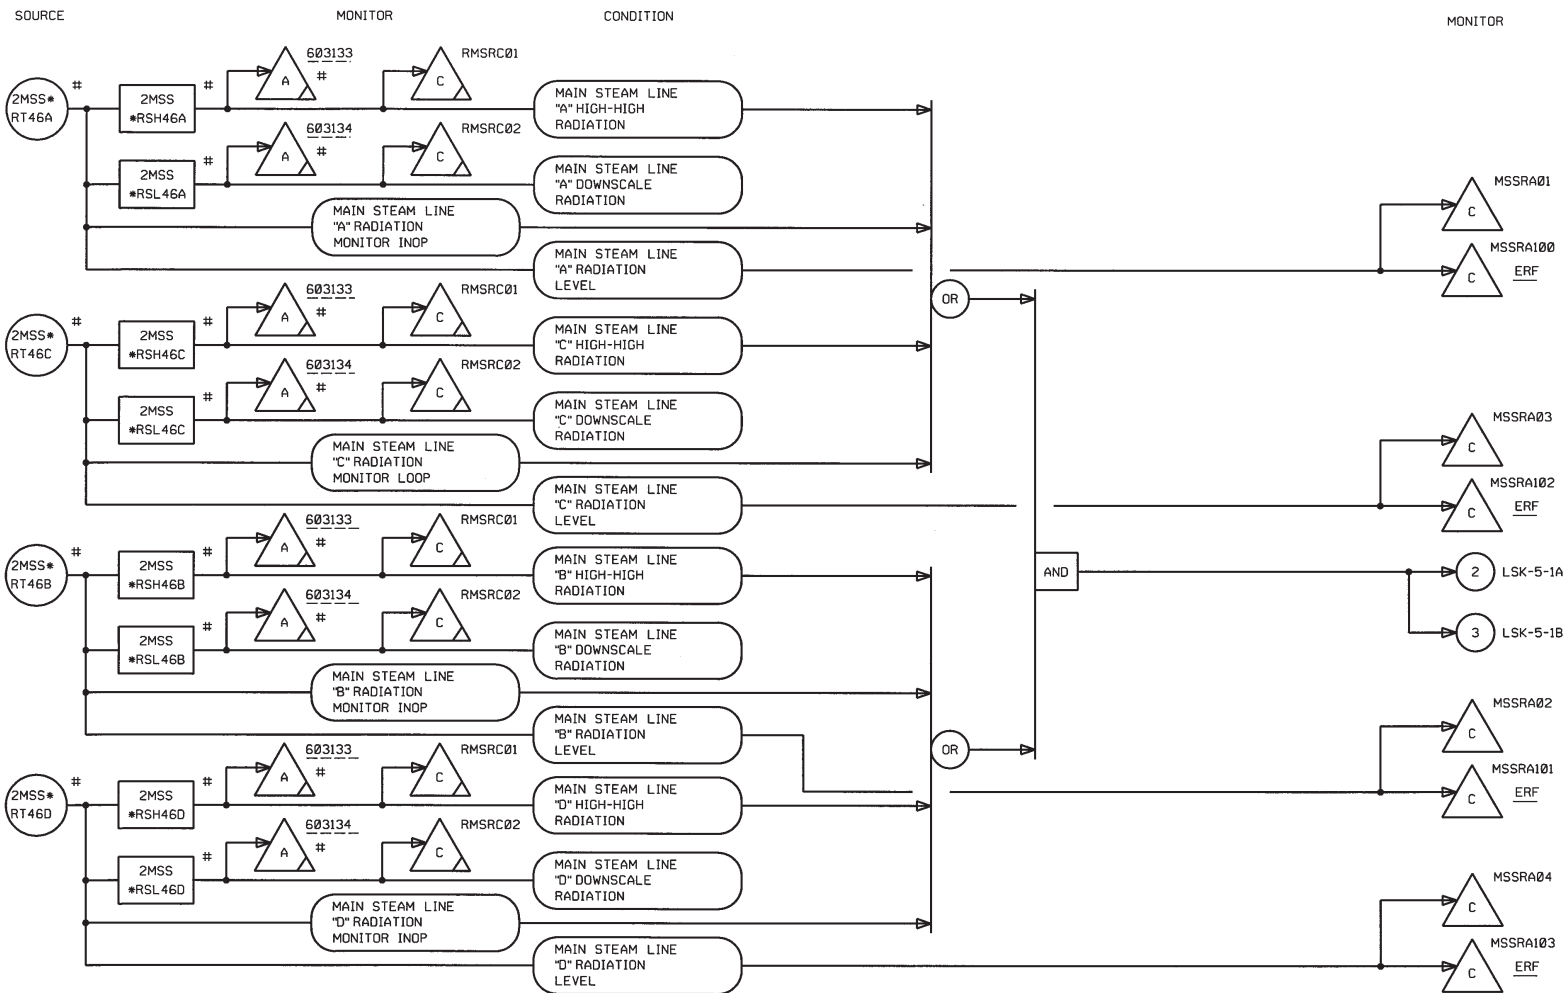 SOURCE
MONITOR
CONDITION
MONITOR
2MSS*
RT46A
#
2MSS
*RSH46A
#
A
603133
#
C
RMSRC01
MAIN STEAM LINE
"A" HIGH-HIGH
RADIATION
2MSS
*RSL46A
#
A
603134
#
C
RMSRC02
MAIN STEAM LINE
"A" DOWNSCALE
RADIATION
MAIN STEAM LINE
"A" RADIATION
MONITOR INOP
MAIN STEAM LINE
"A" RADIATION
LEVEL
MSSRA01
C
MSSRA100
C
ERF
OR
2MSS*
RT46C
#
2MSS
*RSH46C
#
A
603133
#
C
RMSRC01
MAIN STEAM LINE
"C" HIGH-HIGH
RADIATION
2MSS
*RSL46C
#
A
603134
#
C
RMSRC02
MAIN STEAM LINE
"C" DOWNSCALE
RADIATION
MAIN STEAM LINE
"C" RADIATION
MONITOR LOOP
MAIN STEAM LINE
"C" RADIATION
LEVEL
MSSRA03
C
MSSRA102
C
ERF
2MSS*
RT46B
#
2MSS
*RSH46B
#
A
603133
#
C
RMSRC01
MAIN STEAM LINE
"B" HIGH-HIGH
RADIATION
AND
2
LSK-5-1A
3
LSK-5-1B
2MSS
*RSL46B
#
A
603134
#
C
RMSRC02
MAIN STEAM LINE
"B" DOWNSCALE
RADIATION
MAIN STEAM LINE
"B" RADIATION
MONITOR INOP
MAIN STEAM LINE
"B" RADIATION
LEVEL
OR
MSSRA02
C
MSSRA101
C
ERF
2MSS*
RT46D
#
2MSS
*RSH46D
#
A
603133
#
C
RMSRC01
MAIN STEAM LINE
"D" HIGH-HIGH
RADIATION
2MSS
*RSL46D
#
A
603134
#
C
RMSRC02
MAIN STEAM LINE
"D" DOWNSCALE
RADIATION
MAIN STEAM LINE
"D" RADIATION
MONITOR INOP
MAIN STEAM LINE
"D" RADIATION
LEVEL
MSSRA04
C
MSSRA103
C
ERF